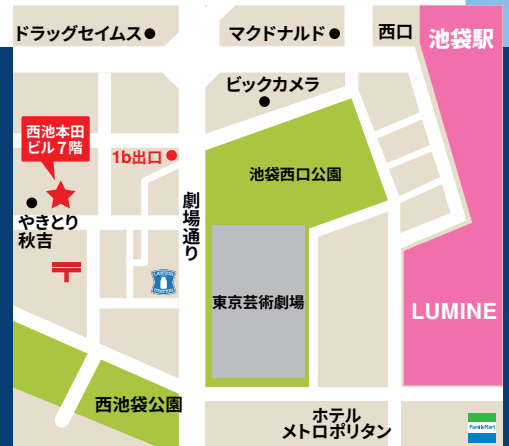 ドラッグセイムス
マクドナルド
西口
池袋駅
ビックカメラ
西池本田
ビル7階
1b出口
池袋西口公園
劇場通り
やきとり
秋吉
LAWSON
STATION
東京芸術劇場
LUMINE
西池袋公園
ホテル
メトロポリタン
FamilyMart